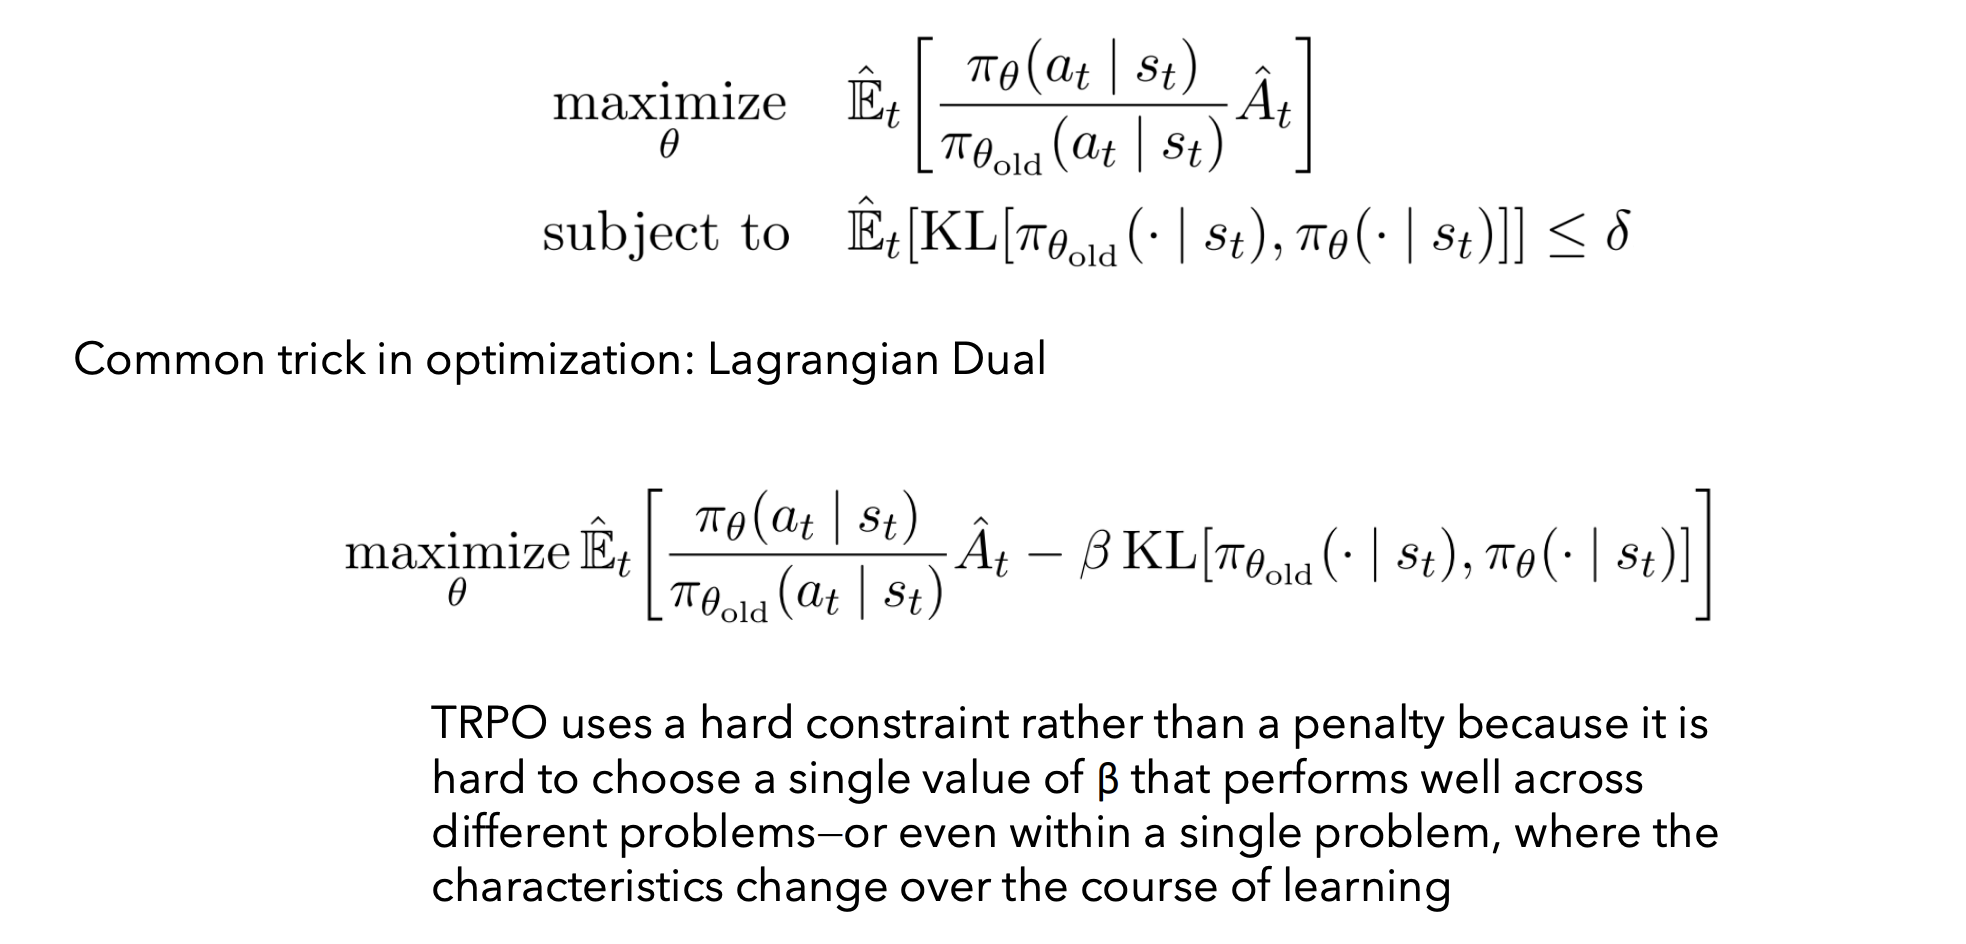 maximize_θ Ê_t [ π_θ(a_t | s_t) / π_θ_old(a_t | s_t) Â_t ]
subject to Ê_t[KL[π_θ_old(· | s_t), π_θ(· | s_t)]] ≤ δ
Common trick in optimization: Lagrangian Dual
maximize_θ Ê_t [ π_θ(a_t | s_t) / π_θ_old(a_t | s_t) Â_t − β KL[π_θ_old(· | s_t), π_θ(· | s_t)] ]
TRPO uses a hard constraint rather than a penalty because it is
hard to choose a single value of β that performs well across
different problems—or even within a single problem, where the
characteristics change over the course of learning